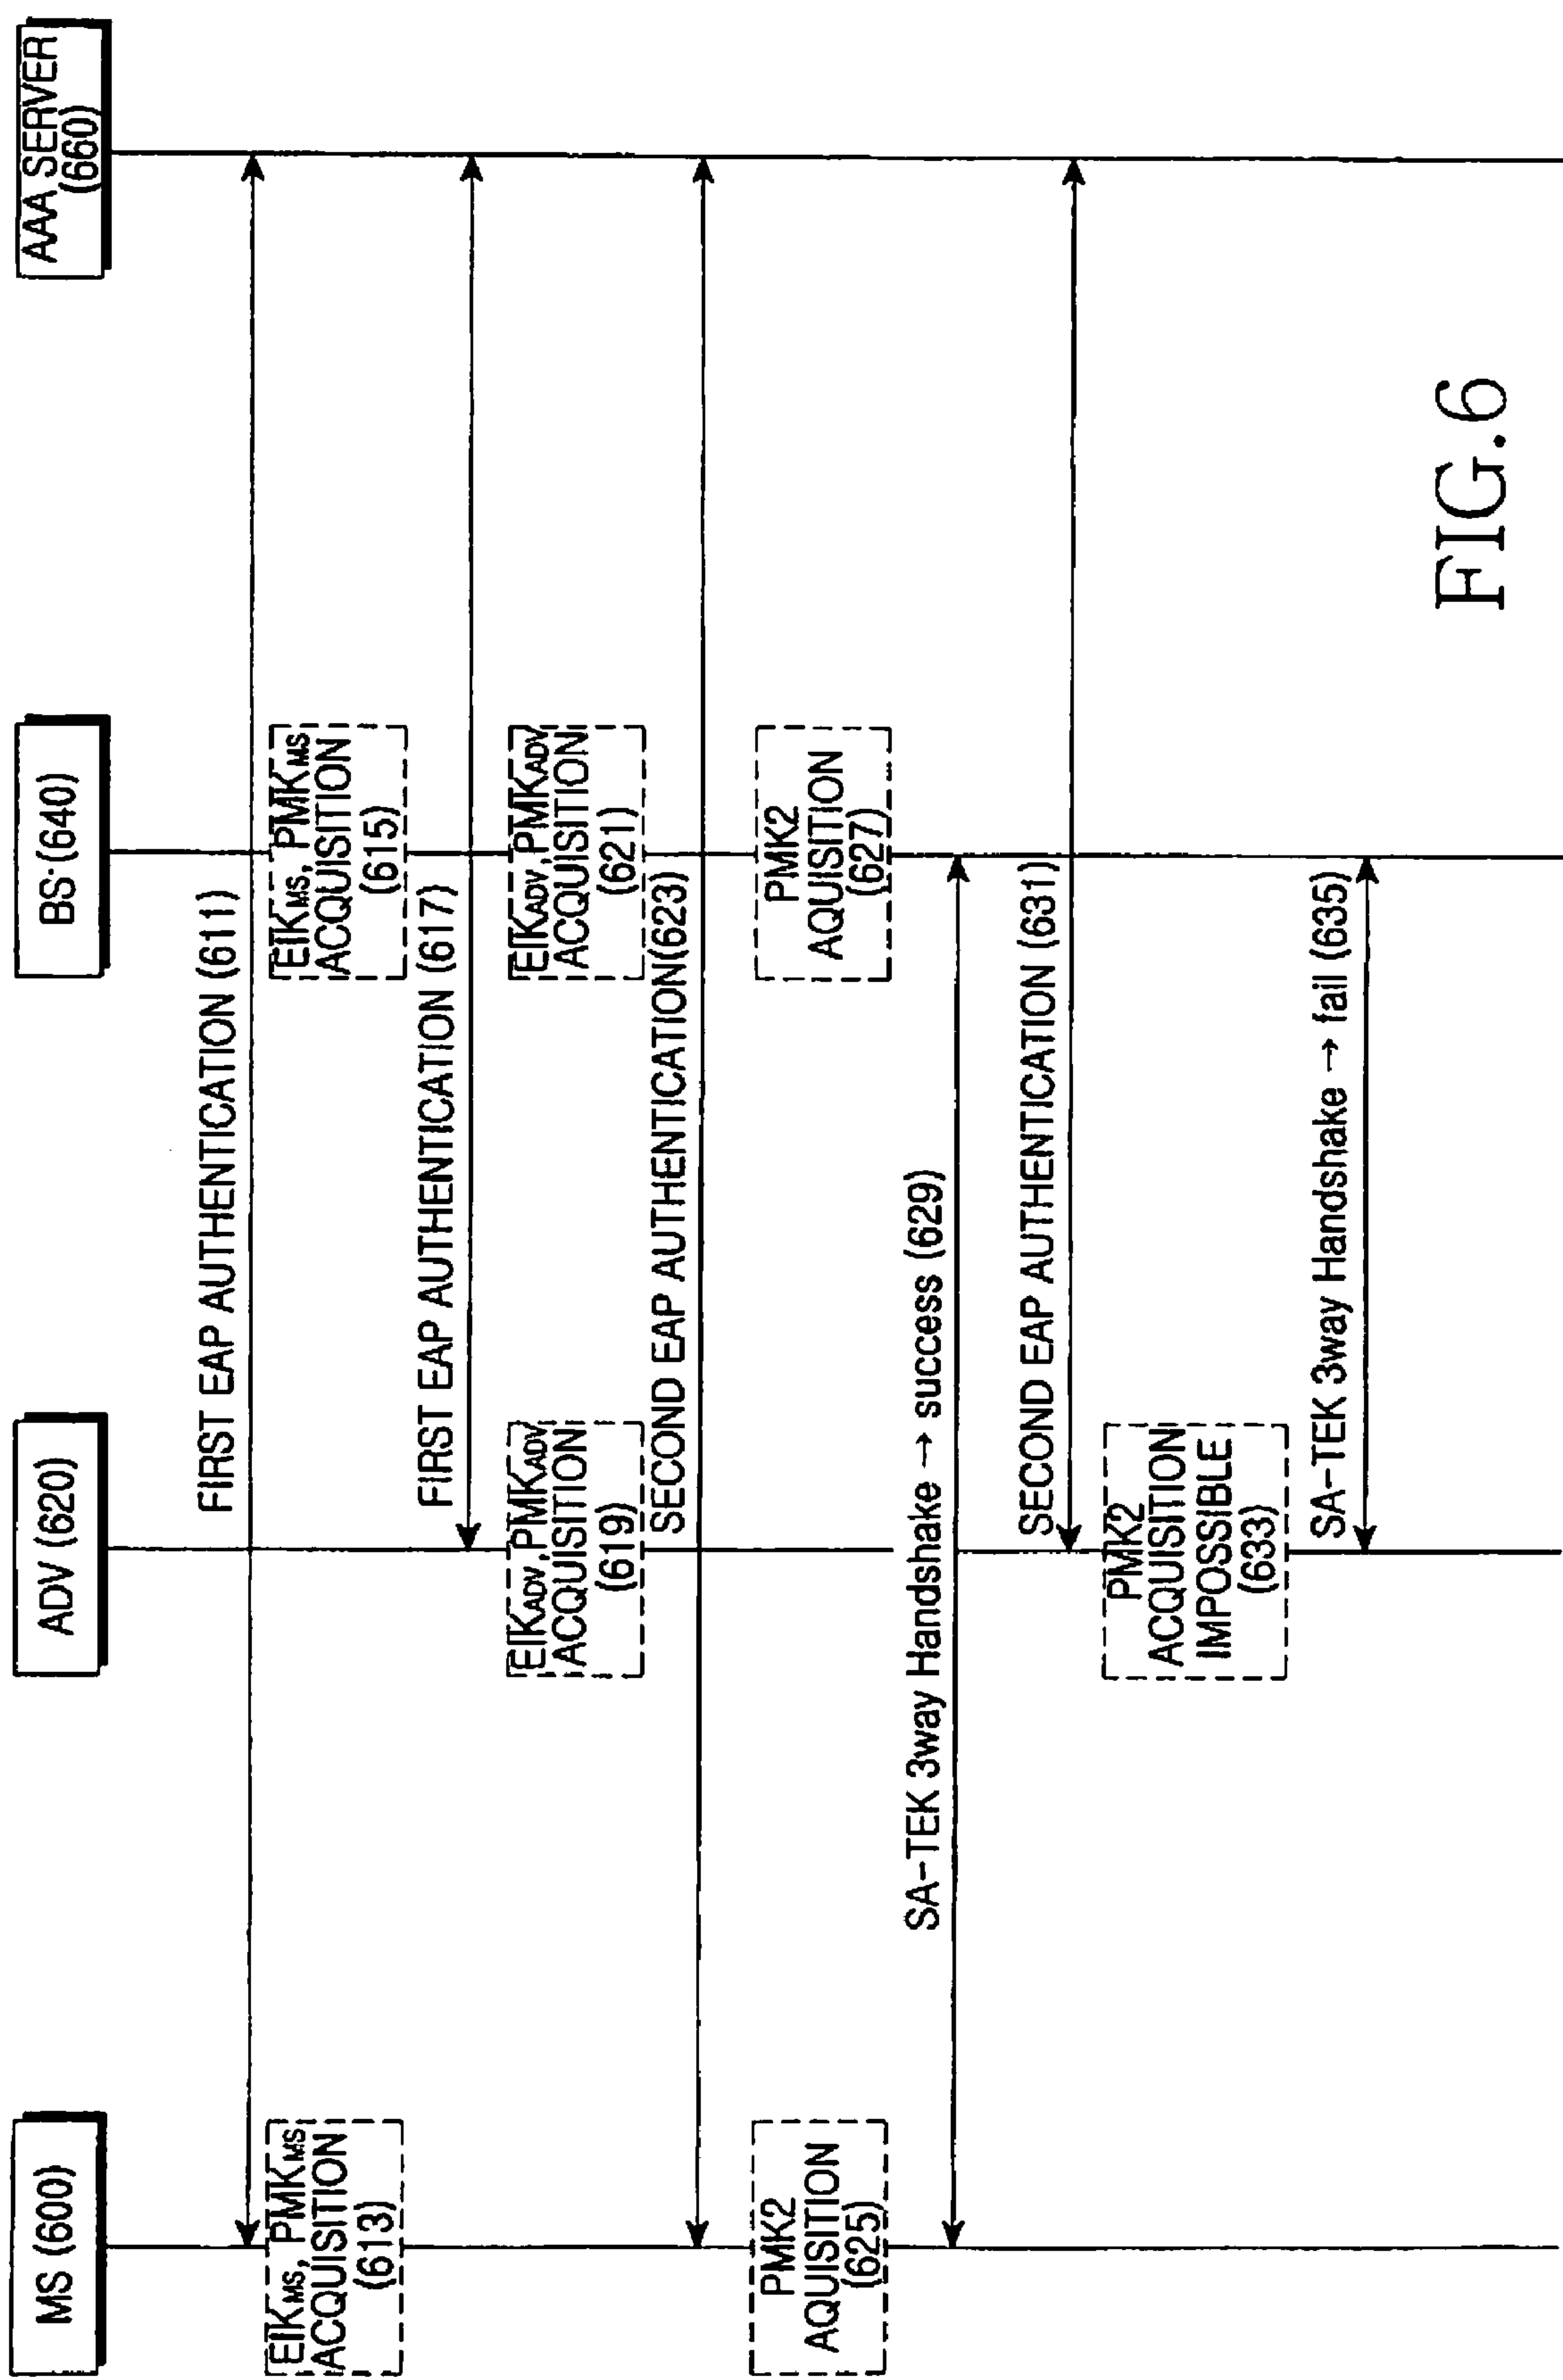 MS (600)
ADV (620)
BS (640)
AAA SERVER
(660)
FIRST EAP AUTHENTICATION (611)
EIKMS, PMKMS
ACQUISITION
(613)
EIKMS, PMKMS
ACQUISITION
(615)
FIRST EAP AUTHENTICATION (617)
EIKADV,PMKADV
ACQUISITION
(619)
EIKADV,PMKADV
ACQUISITION
(621)
SECOND EAP AUTHENTICATION(623)
PMK2
AQUISITION
(625)
PMK2
AQUISITION
(627)
SA-TEK 3way Handshake → success (629)
SECOND EAP AUTHENTICATION (631)
PMK2
ACQUISITION
IMPOSSIBLE
(633)
SA-TEK 3way Handshake → fail (635)
FIG.6